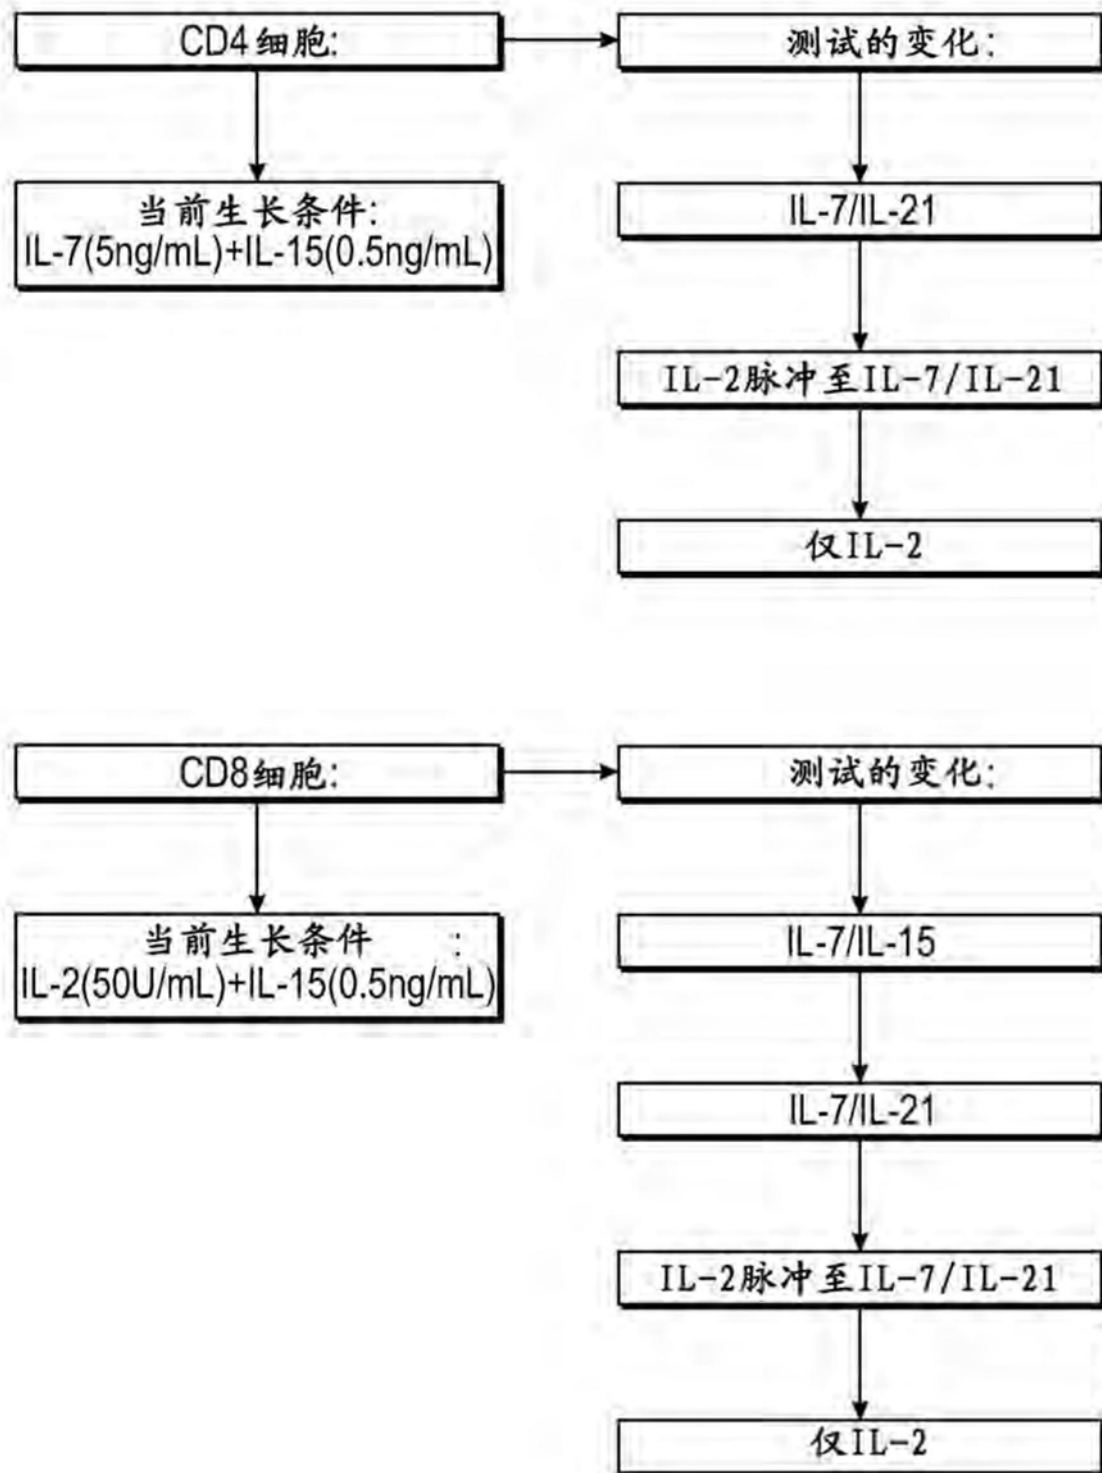 CD4细胞:
测试的变化:
当前生长条件:
IL-7(5ng/mL)+IL-15(0.5ng/mL)
IL-7/IL-21
IL-2脉冲至IL-7/IL-21
仅IL-2
CD8细胞:
测试的变化:
当前生长条件 :
IL-2(50U/mL)+IL-15(0.5ng/mL)
IL-7/IL-15
IL-7/IL-21
IL-2脉冲至IL-7/IL-21
仅IL-2